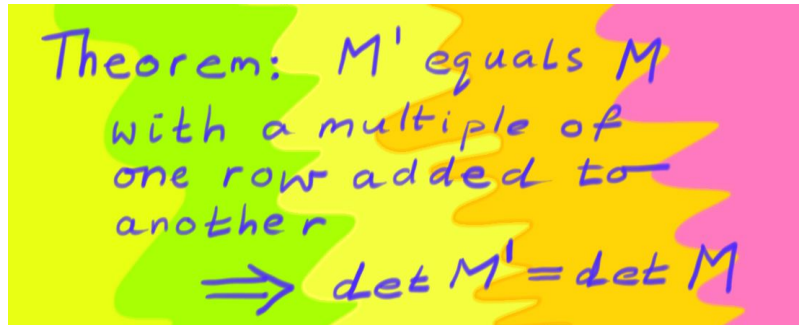 Theorem: M' equals M
with a multiple of
one row added to
another
⇒ det M' = det M